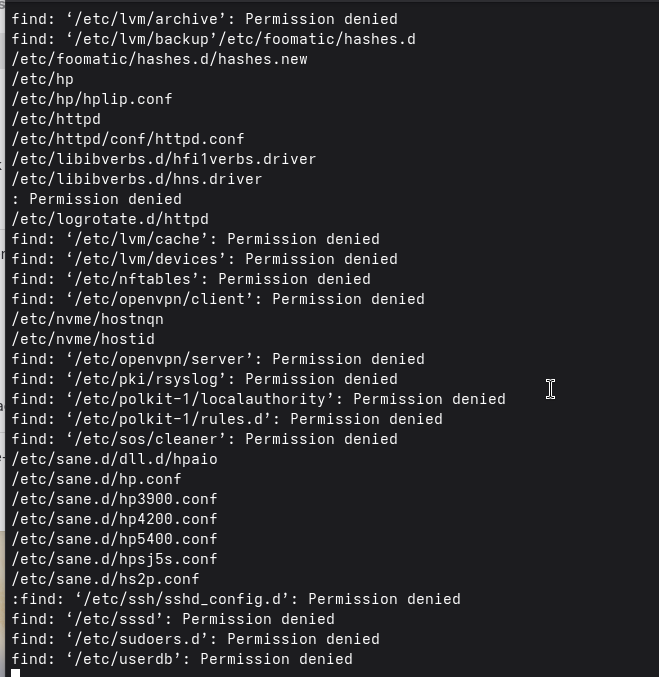 find: ‘/etc/lvm/archive’: Permission denied
find: ‘/etc/lvm/backup’/etc/foomatic/hashes.d
/etc/foomatic/hashes.d/hashes.new
/etc/hp
/etc/hp/hplip.conf
/etc/httpd
/etc/httpd/conf/httpd.conf
/etc/libibverbs.d/hfi1verbs.driver
/etc/libibverbs.d/hns.driver
: Permission denied
/etc/logrotate.d/httpd
find: ‘/etc/lvm/cache’: Permission denied
find: ‘/etc/lvm/devices’: Permission denied
find: ‘/etc/nftables’: Permission denied
find: ‘/etc/openvpn/client’: Permission denied
/etc/nvme/hostnqn
/etc/nvme/hostid
find: ‘/etc/openvpn/server’: Permission denied
find: ‘/etc/pki/rsyslog’: Permission denied
find: ‘/etc/polkit-1/localauthority’: Permission denied
find: ‘/etc/polkit-1/rules.d’: Permission denied
find: ‘/etc/sos/cleaner’: Permission denied
/etc/sane.d/dll.d/hpaio
/etc/sane.d/hp.conf
/etc/sane.d/hp3900.conf
/etc/sane.d/hp4200.conf
/etc/sane.d/hp5400.conf
/etc/sane.d/hpsj5s.conf
/etc/sane.d/hs2p.conf
:find: ‘/etc/ssh/sshd_config.d’: Permission denied
find: ‘/etc/sssd’: Permission denied
find: ‘/etc/sudoers.d’: Permission denied
find: ‘/etc/userdb’: Permission denied